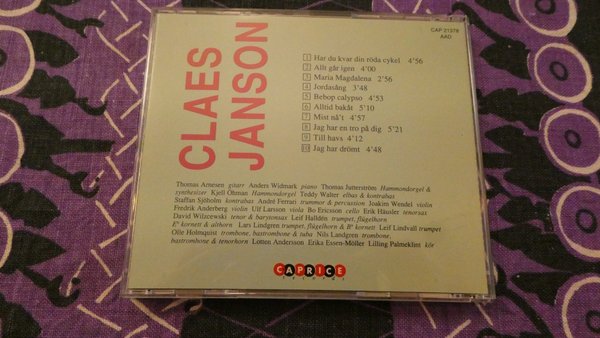 CLAES
JANSON
CAP 21378
AAD
1 Har du kvar din röda cykel 4'56
2 Allt går igen 4'00
3 Maria Magdalena 2'56
4 Jordasång 3'48
5 Bebop calypso 4'53
6 Alltid bakåt 5'10
7 Mist nå't 4'57
8 Jag har en tro på dig 5'21
9 Till havs 4'12
10 Jag har drömt 4'48
Thomas Arnesen gitarr Anders Widmark piano Thomas Jutterström Hammondorgel &
synthesizer Kjell Öhman Hammondorgel Teddy Walter elbas & kontrabas
Staffan Sjöholm kontrabas André Ferrari trummor & percussion Joakim Wendel violin
Fredrik Anderberg violin Ulf Larsson viola Bo Ericsson cello Erik Häusler tenorsax
David Wilczewski tenor & barytonsax Leif Halldén trumpet, flügelhorn
Eᵇ kornett & althorn Lars Lindgren trumpet, flügelhorn & Bᵇ kornett Leif Lindvall trumpet
Olle Holmquist trombone, bastrombone & tuba Nils Landgren trombone,
bastrombone & tenorhorn Lotton Andersson Erika Essen-Möller Lilling Palmeklint kör
CAPRICE
records